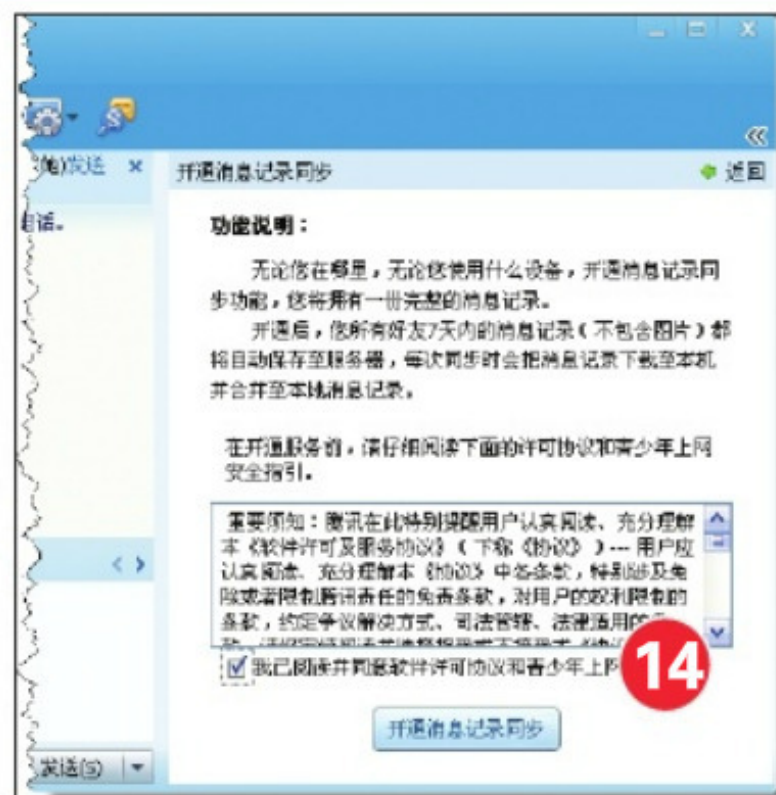 (她)发送 ×
开通消息记录同步
返回
话。
功能说明：
无论您在哪里，无论您使用什么设备，开通消息记录同
步功能，您将拥有一册完整的消息记录。
开通后，您所有好友7天内的消息记录（不包含图片）都
将自动保存至服务器，每次同步时会把消息记录下载至本机
并合并至本地消息记录。
在开通服务前，请仔细阅读下面的许可协议和青少年上网
安全指引。
重要须知：腾讯在此特别提醒用户认真阅读、充分理解
本《软件许可及服务协议》（下称《协议》）--- 用户应
认真阅读、充分理解本《协议》中各条款，特别涉及免
除或者限制腾讯责任的免责条款，对用户的权利限制的
条款，约定争议解决方式、司法管辖、法律适用的
我已阅读并同意软件许可协议和青少年上网
14
开通消息记录同步
发送(S)